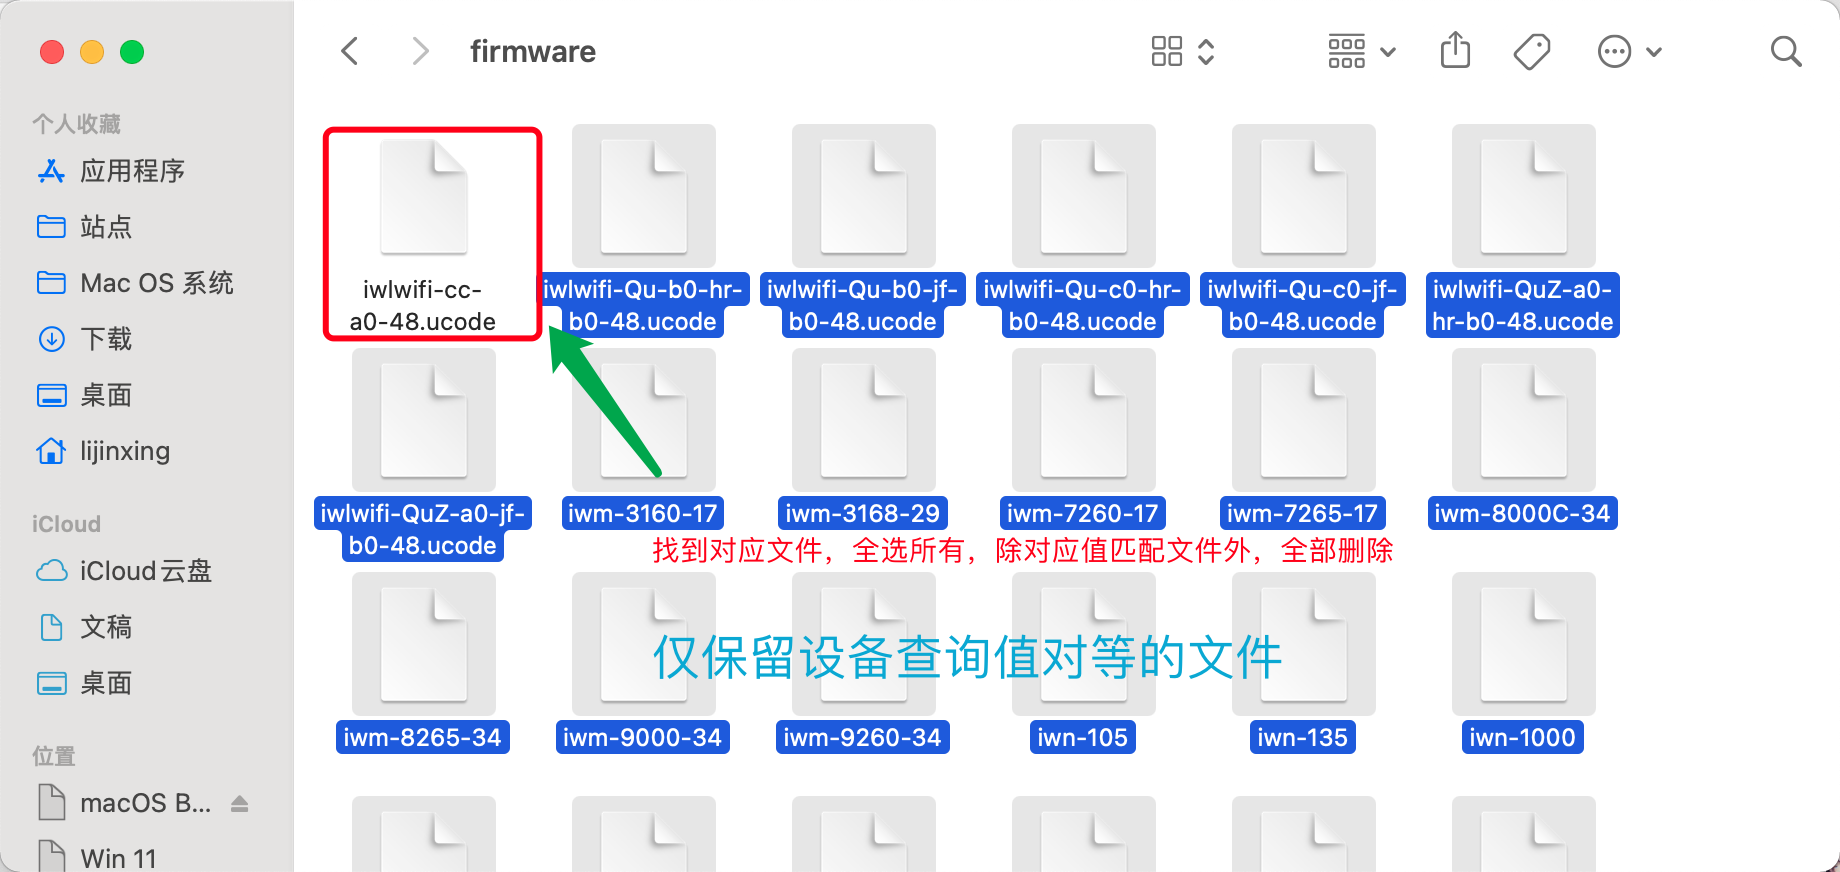 firmware
个人收藏
应用程序
站点
Mac OS 系统
下载
桌面
lijinxing
iCloud
iCloud云盘
文稿
桌面
位置
macOS B...
Win 11
iwlwifi-cc-
a0-48.ucode
iwlwifi-Qu-b0-hr-
b0-48.ucode
iwlwifi-Qu-b0-jf-
b0-48.ucode
iwlwifi-Qu-c0-hr-
b0-48.ucode
iwlwifi-Qu-c0-jf-
b0-48.ucode
iwlwifi-QuZ-a0-
hr-b0-48.ucode
iwlwifi-QuZ-a0-jf-
b0-48.ucode
iwm-3160-17
iwm-3168-29
iwm-7260-17
iwm-7265-17
iwm-8000C-34
找到对应文件，全选所有，除对应值匹配文件外，全部删除
仅保留设备查询值对等的文件
iwm-8265-34
iwm-9000-34
iwm-9260-34
iwn-105
iwn-135
iwn-1000